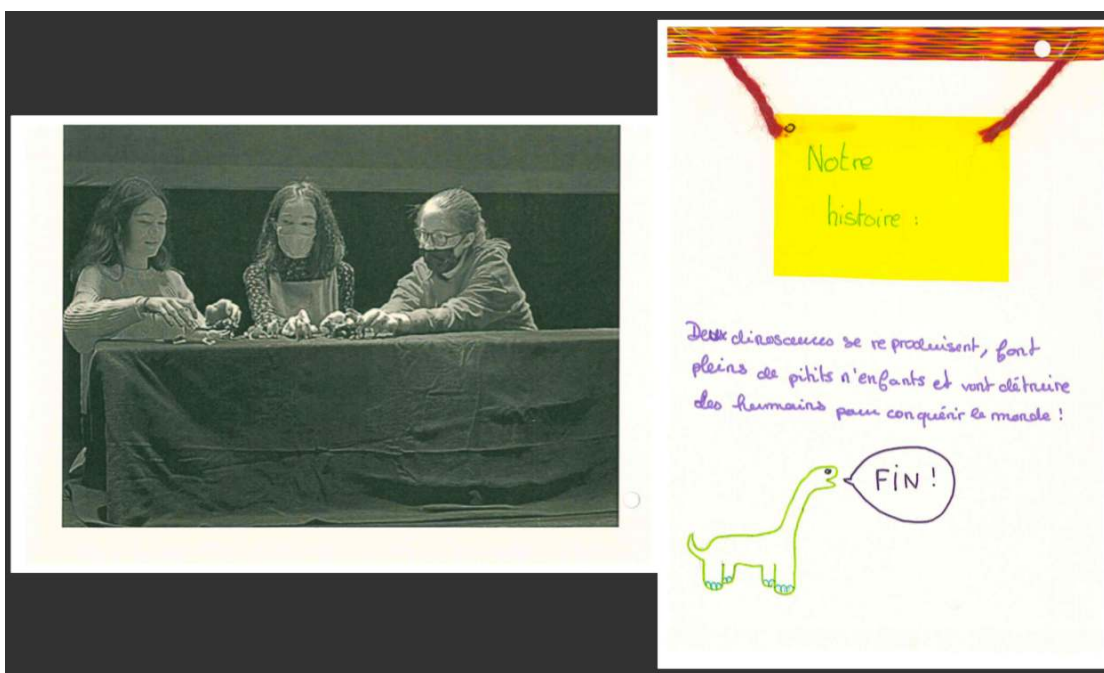 Notre
histoire :
Deux dinosaures se reproduisent, font
pleins de pitits n'enfants et vont détruire
des humains pour conquérir le monde !
FIN !